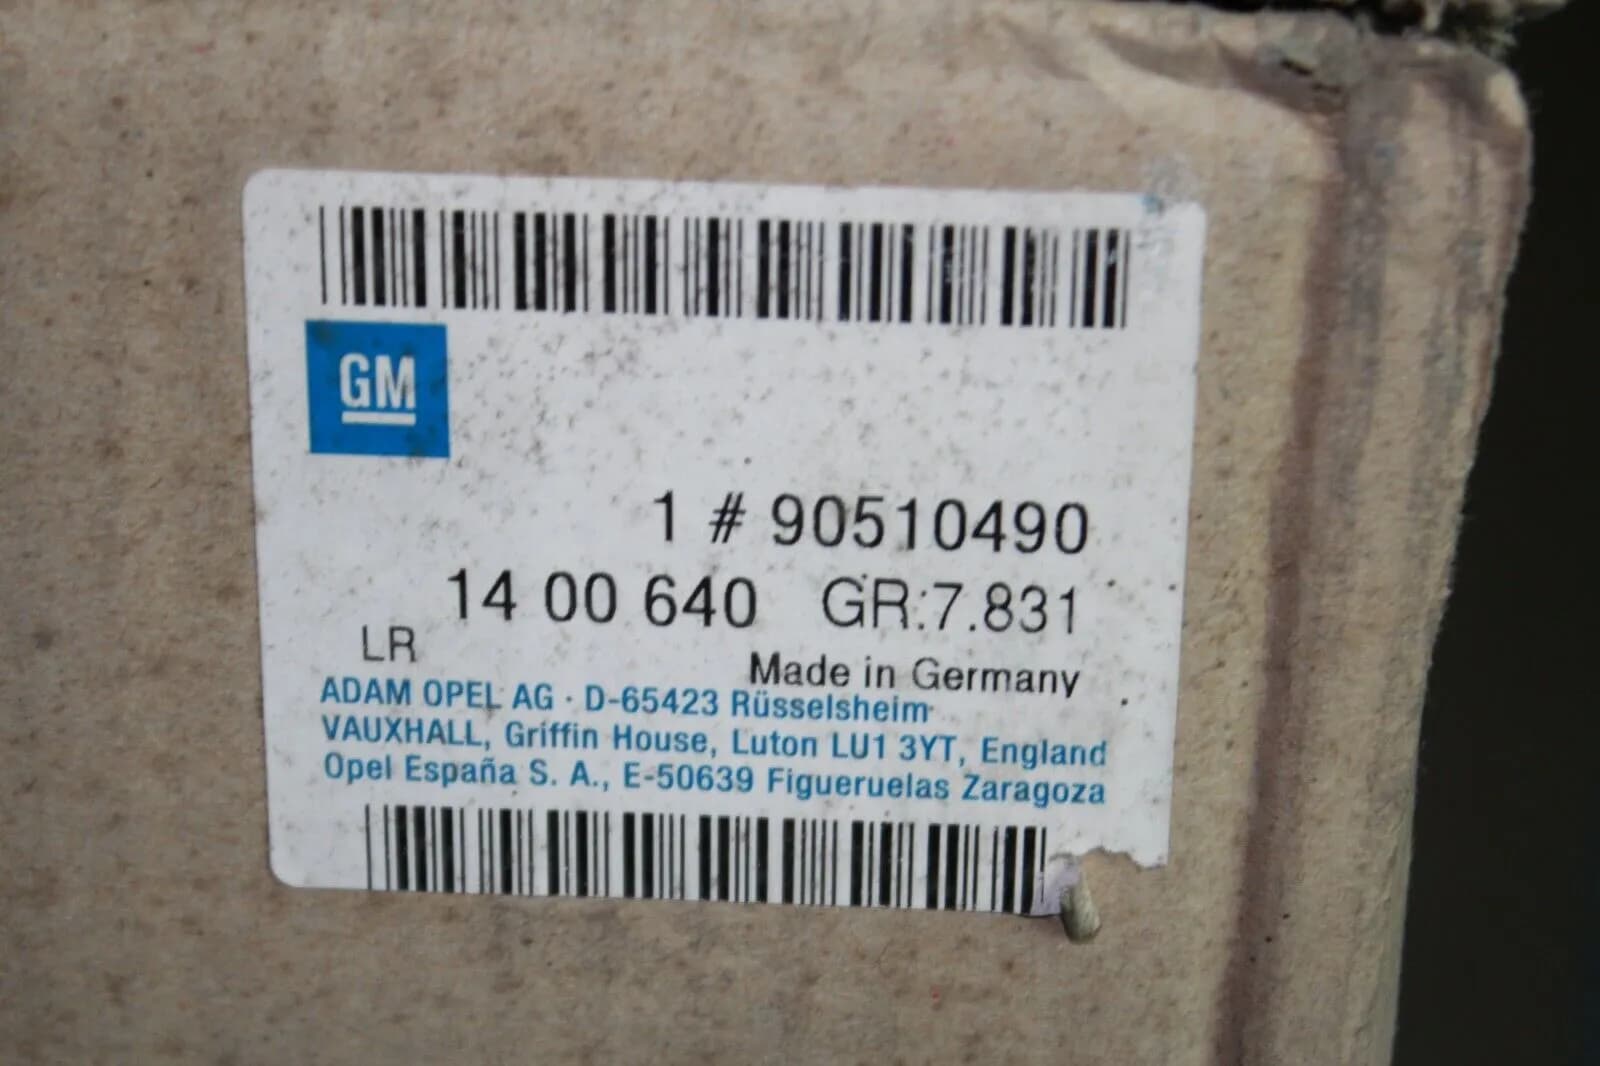 GM
1 # 90510490
14 00 640 GR:7.831
LR
Made in Germany
ADAM OPEL AG · D-65423 Rüsselsheim
VAUXHALL, Griffin House, Luton LU1 3YT, England
Opel España S. A., E-50639 Figueruelas Zaragoza